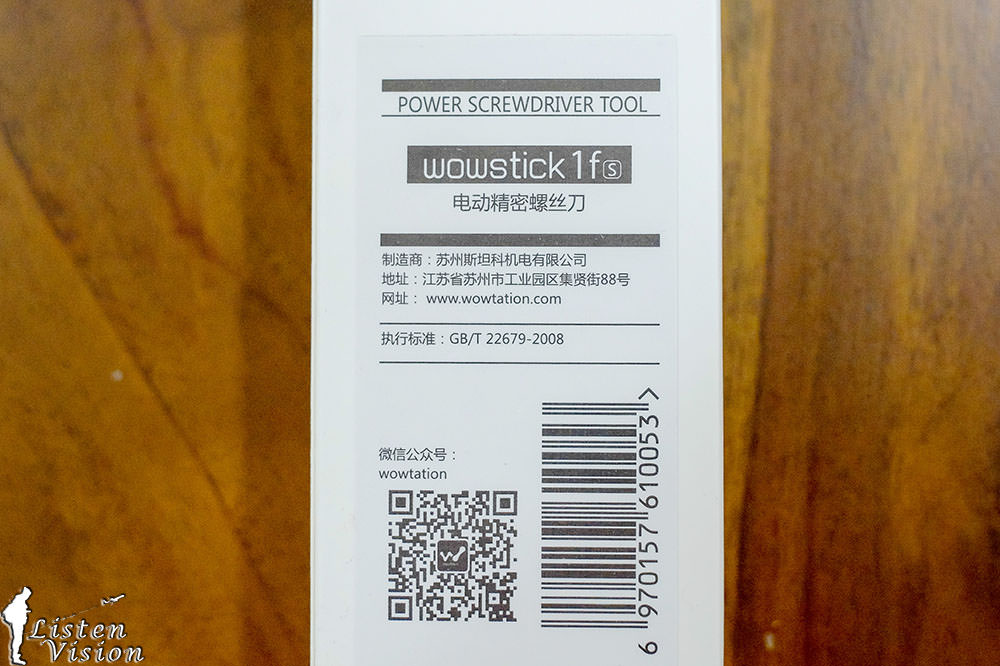 POWER SCREWDRIVER TOOL
wowstick 1f S
电动精密螺丝刀
制造商：苏州斯坦科机电有限公司
地址：江苏省苏州市工业园区集贤街88号
网址： www.wowtation.com
执行标准：GB/T 22679-2008
微信公众号：
wowtation
6 970157 610053 >
Listen
Vision